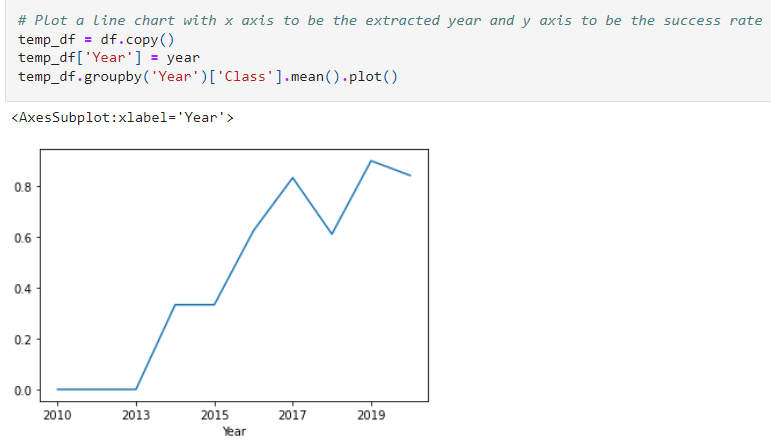 # Plot a line chart with x axis to be the extracted year and y axis to be the success rate
temp_df = df.copy()
temp_df['Year'] = year
temp_df.groupby('Year')['Class'].mean().plot()
<AxesSubplot:xlabel='Year'>
0.8
0.6
0.4
0.2
0.0
2010 2013 2015 2017 2019
Year